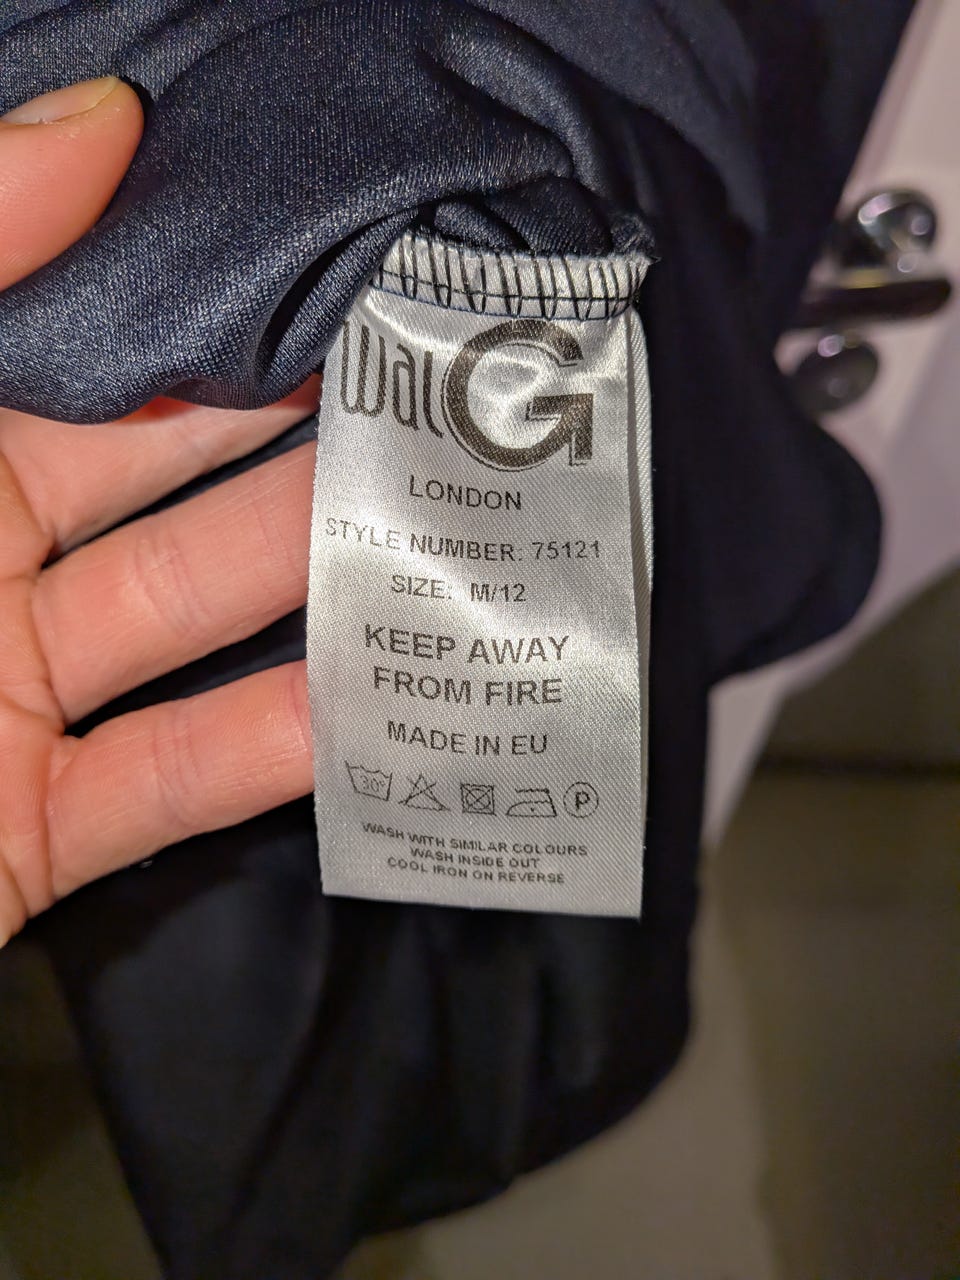 Wal G
LONDON
STYLE NUMBER: 75121
SIZE: M/12
KEEP AWAY
FROM FIRE
MADE IN EU
30°
P
WASH WITH SIMILAR COLOURS
WASH INSIDE OUT
COOL IRON ON REVERSE